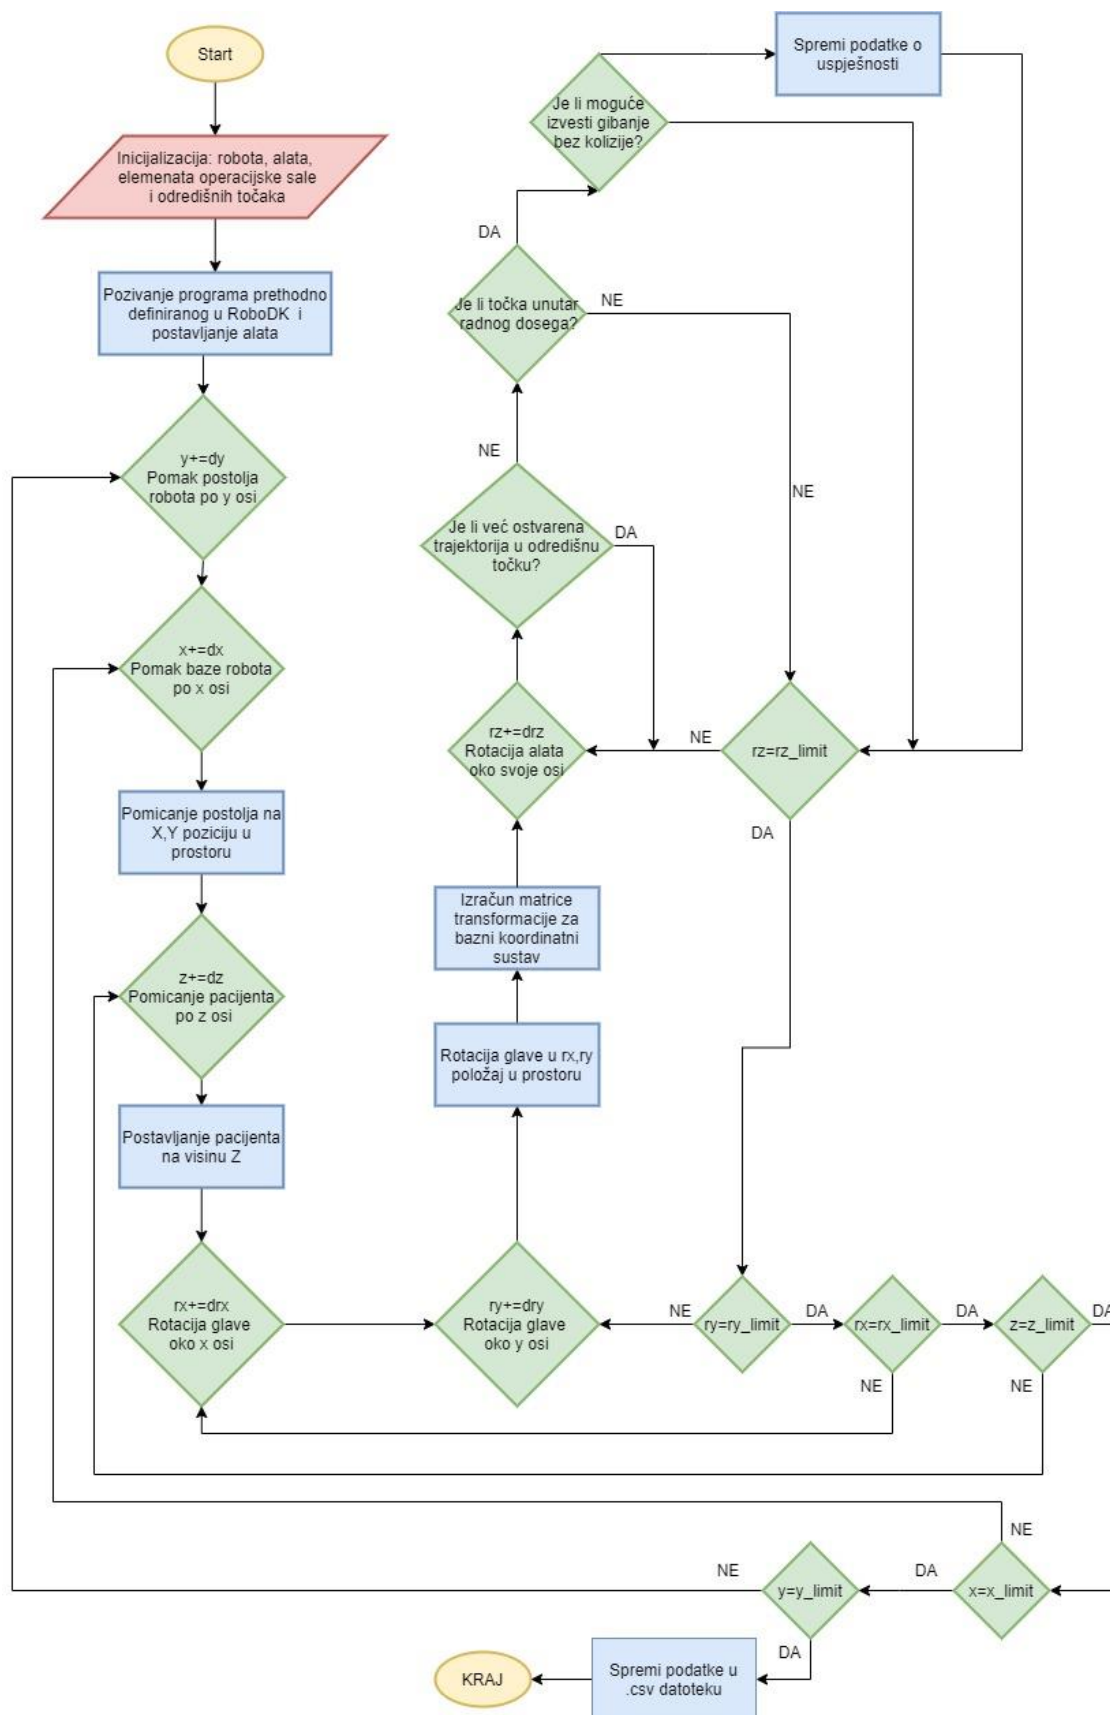 Start
Inicijalizacija: robota, alata,
elemenata operacijske sale
i odredišnih točaka
Pozivanje programa prethodno
definiranog u RoboDK i
postavljanje alata
y+=dy
Pomak postolja
robota po y osi
x+=dx
Pomak baze robota
po x osi
Pomicanje postolja na
X,Y poziciju u
prostoru
z+=dz
Pomicanje pacijenta
po z osi
Postavljanje pacijenta
na visinu Z
rx+=drx
Rotacija glave
oko x osi
ry+=dry
Rotacija glave
oko y osi
Rotacija glave u rx,ry
položaj u prostoru
Izračun matrice
transformacije za
bazni koordinatni
sustav
rz+=drz
Rotacija alata
oko svoje osi
Je li već ostvarena
trajektorija u odredišnu
točku?
DA
NE
Je li točka unutar
radnog dosega?
NE
DA
Je li moguće
izvesti gibanje
bez kolizije?
Spremi podatke o
uspješnosti
NE
rz=rz_limit
NE
DA
ry=ry_limit
NE
DA
rx=rx_limit
DA
NE
z=z_limit
DA
NE
x=x_limit
NE
DA
y=y_limit
NE
DA
Spremi podatke u
.csv datoteku
KRAJ